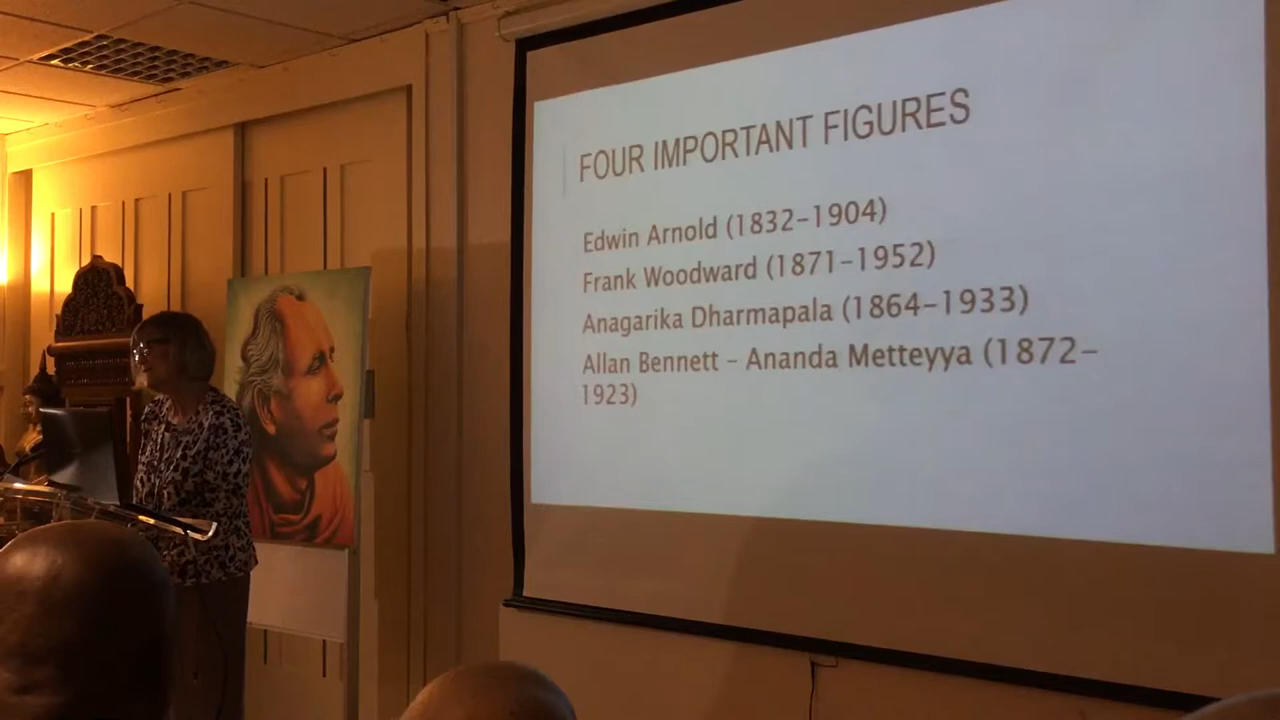 FOUR IMPORTANT FIGURES
Edwin Arnold (1832–1904)
Frank Woodward (1871–1952)
Anagarika Dharmapala (1864–1933)
Allan Bennett – Ananda Metteyya (1872–
1923)